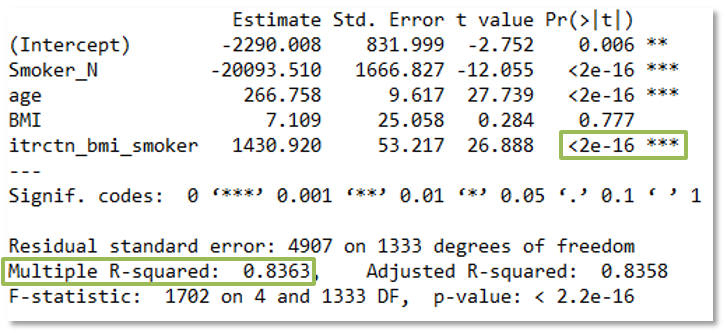 Estimate Std. Error t value Pr(>|t|)
(Intercept) -2290.008 831.999 -2.752 0.006 **
Smoker_N -20093.510 1666.827 -12.055 <2e-16 ***
age 266.758 9.617 27.739 <2e-16 ***
BMI 7.109 25.058 0.284 0.777
itrctn_bmi_smoker 1430.920 53.217 26.888 <2e-16 ***
---
Signif. codes: 0 ‘***’ 0.001 ‘**’ 0.01 ‘*’ 0.05 ‘.’ 0.1 ‘ ’ 1
Residual standard error: 4907 on 1333 degrees of freedom
Multiple R-squared: 0.8363, Adjusted R-squared: 0.8358
F-statistic: 1702 on 4 and 1333 DF, p-value: < 2.2e-16